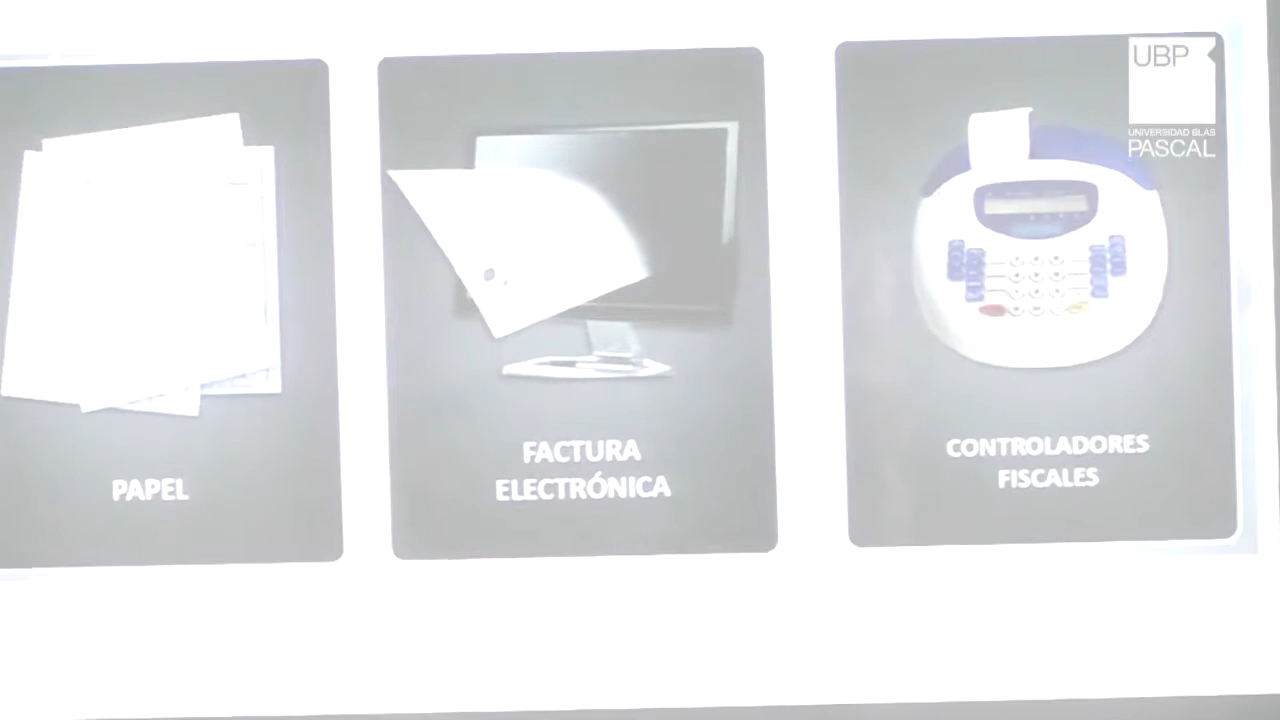 UBP
UNIVERSIDAD BLAS
PASCAL
PAPEL
FACTURA
ELECTRÓNICA
CONTROLADORES
FISCALES